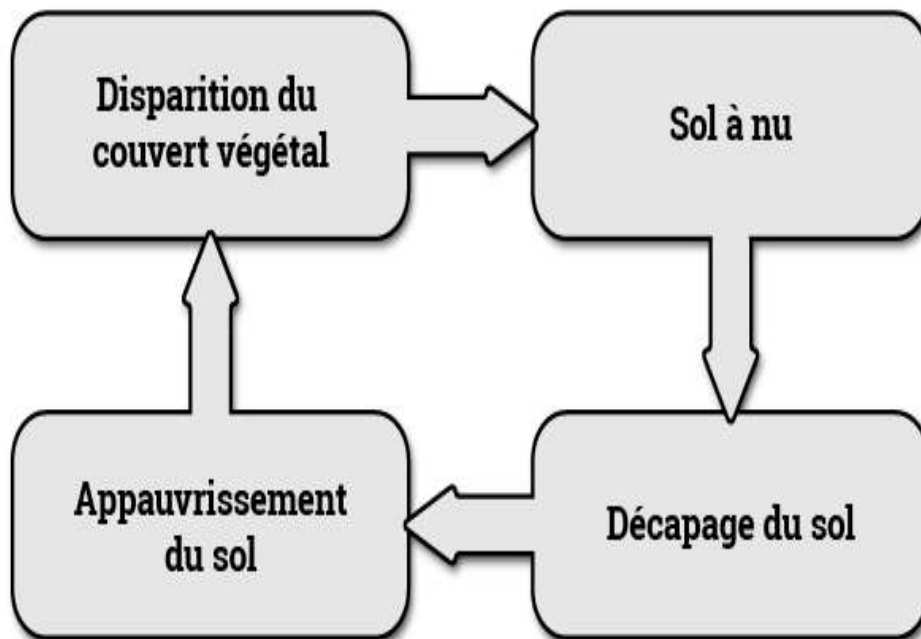 Disparition du
couvert végétal
Sol à nu
Décapage du sol
Appauvrissement
du sol